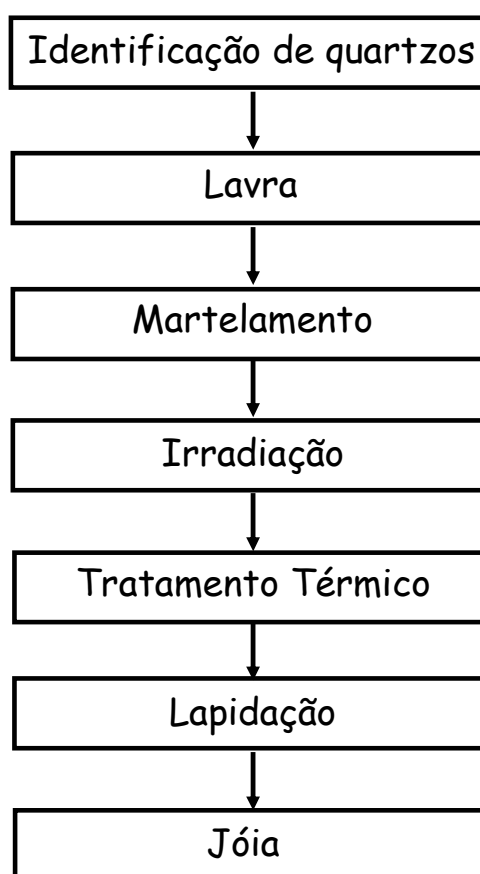 Identificação de quartzos
Lavra
Martelamento
Irradiação
Tratamento Térmico
Lapidação
Jóia